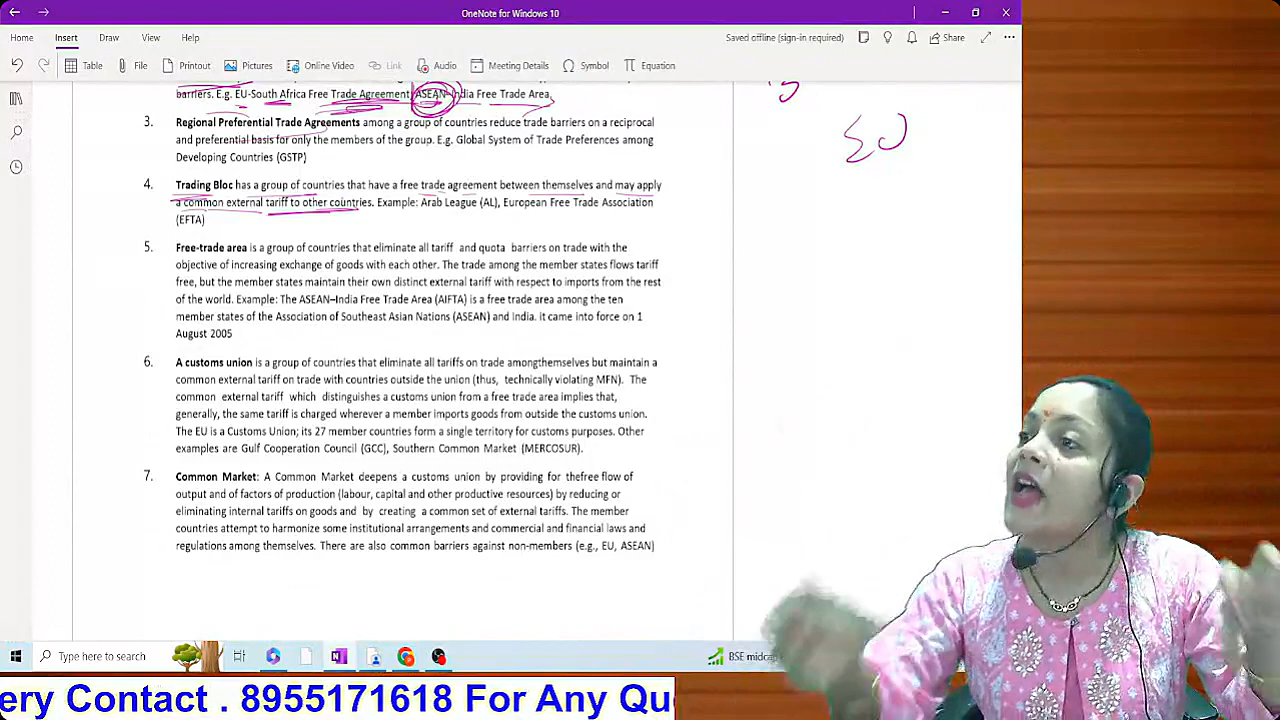 OneNote for Windows 10
Home Insert Draw View Help
Saved offline (sign-in required) Share
Table File Printout Pictures Online Video Link Audio Meeting Details Symbol Equation
barriers. E.g. EU-South Africa Free Trade Agreement; ASEAN-India Free Trade Area.
3. Regional Preferential Trade Agreements among a group of countries reduce trade barriers on a reciprocal
and preferential basis for only the members of the group. E.g. Global System of Trade Preferences among
Developing Countries (GSTP)
4. Trading Bloc has a group of countries that have a free trade agreement between themselves and may apply
a common external tariff to other countries. Example: Arab League (AL), European Free Trade Association
(EFTA)
5. Free-trade area is a group of countries that eliminate all tariff and quota barriers on trade with the
objective of increasing exchange of goods with each other. The trade among the member states flows tariff
free, but the member states maintain their own distinct external tariff with respect to imports from the rest
of the world. Example: The ASEAN–India Free Trade Area (AIFTA) is a free trade area among the ten
member states of the Association of Southeast Asian Nations (ASEAN) and India. it came into force on 1
August 2005
6. A customs union is a group of countries that eliminate all tariffs on trade amongthemselves but maintain a
common external tariff on trade with countries outside the union (thus, technically violating MFN). The
common external tariff which distinguishes a customs union from a free trade area implies that,
generally, the same tariff is charged wherever a member imports goods from outside the customs union.
The EU is a Customs Union; its 27 member countries form a single territory for customs purposes. Other
examples are Gulf Cooperation Council (GCC), Southern Common Market (MERCOSUR).
7. Common Market: A Common Market deepens a customs union by providing for thefree flow of
output and of factors of production (labour, capital and other productive resources) by reducing or
eliminating internal tariffs on goods and by creating a common set of external tariffs. The member
countries attempt to harmonize some institutional arrangements and commercial and financial laws and
regulations among themselves. There are also common barriers against non-members (e.g., EU, ASEAN)
EU
Type here to search
BSE midcap
ery Contact . 8955171618 For Any Qu